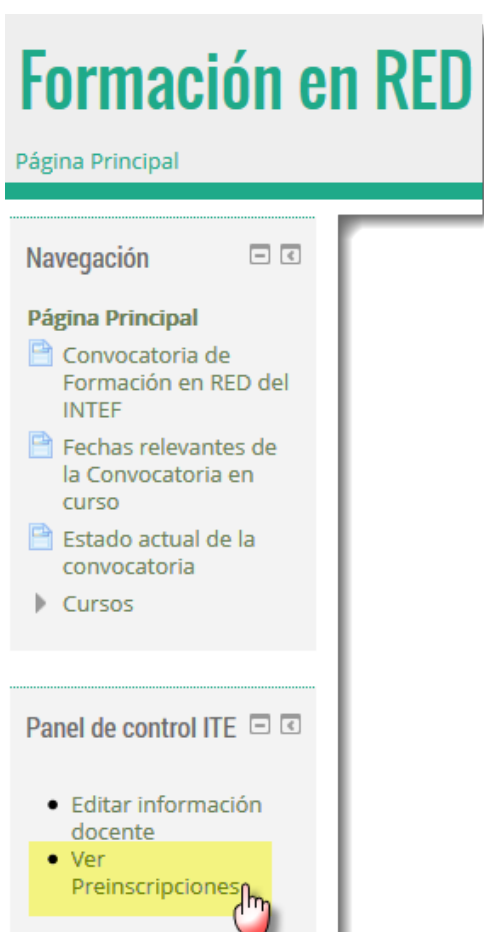 Formación en RED
Página Principal
Navegación
Página Principal
Convocatoria de
Formación en RED del
INTEF
Fechas relevantes de
la Convocatoria en
curso
Estado actual de la
convocatoria
Cursos
Panel de control ITE
Editar información
docente
Ver
Preinscripciones